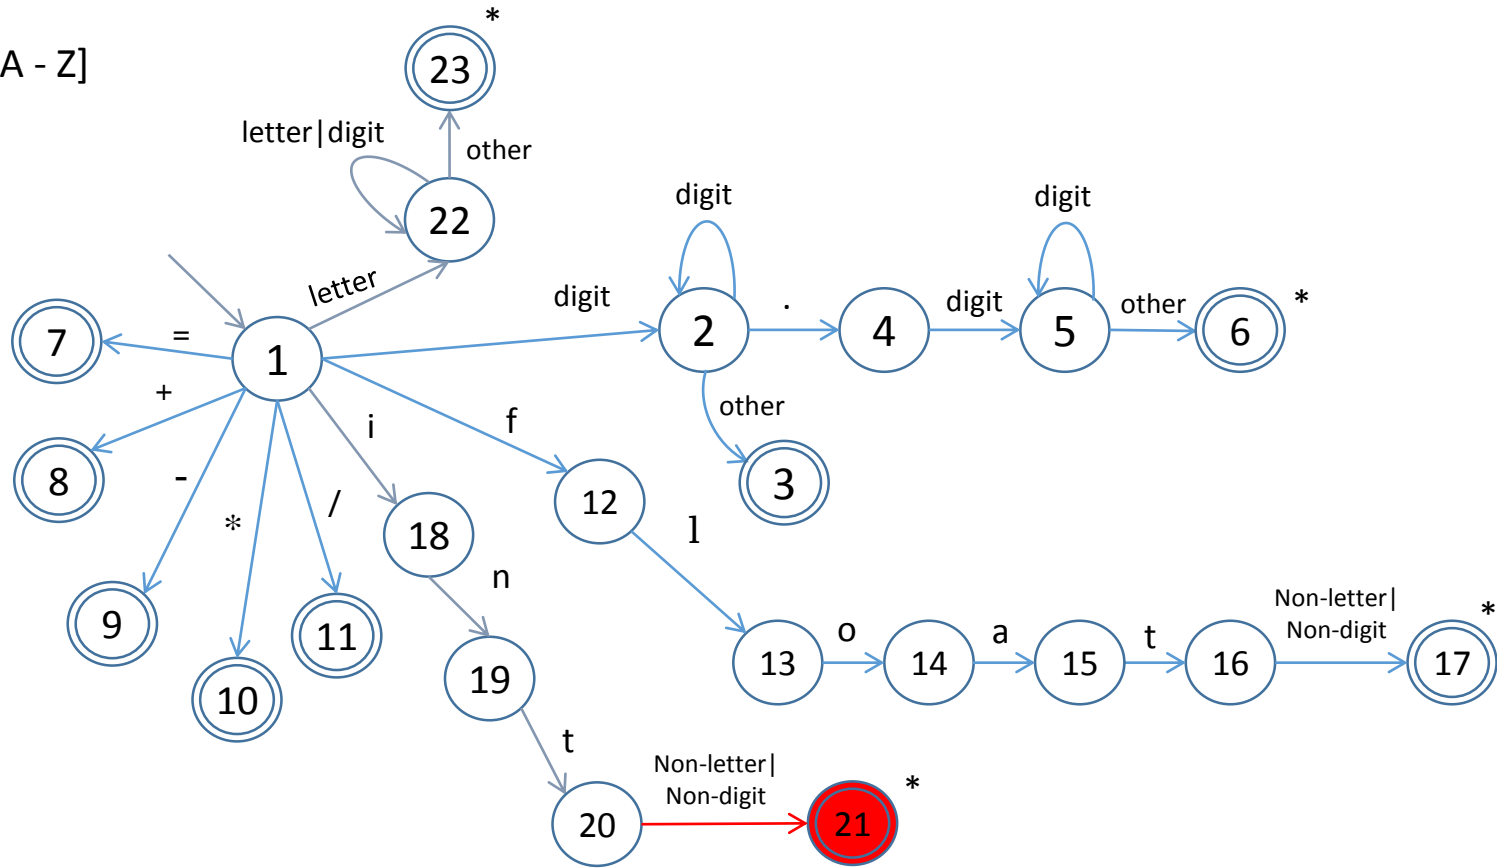 *
23
A - Z]
letter|digit
other
22
digit
digit
letter
digit
.
digit
other
*
7
=
1
2
4
5
6
+
f
other
i
8
-
*
/
12
3
18
l
n
9
11
Non-letter|
Non-digit
*
10
19
13
o
14
a
15
t
16
17
t
Non-letter|
Non-digit
*
20
21